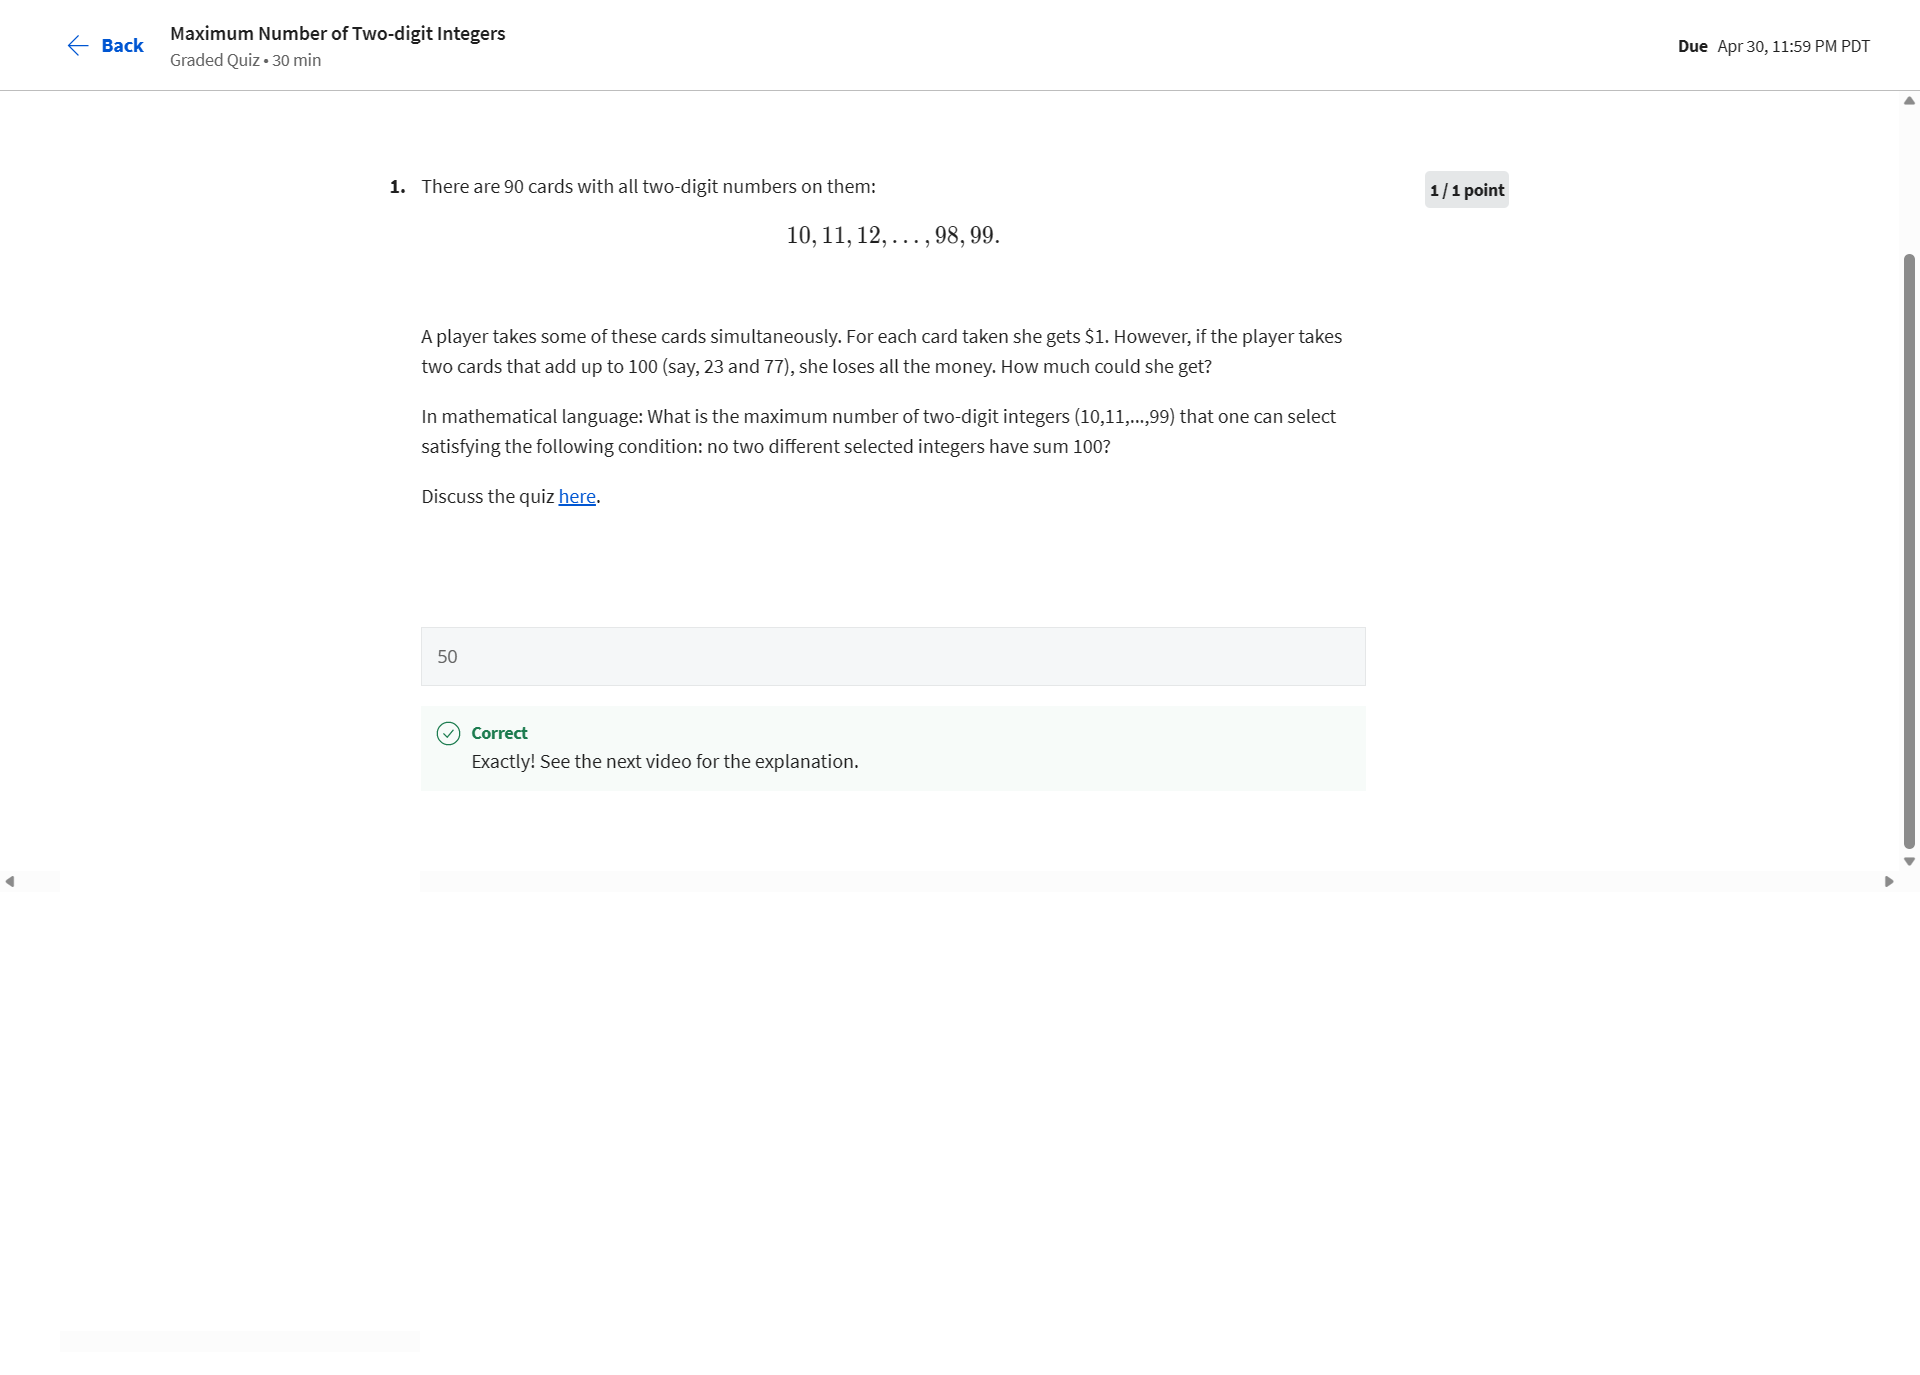 Back
Maximum Number of Two-digit Integers
Graded Quiz • 30 min
Due Apr 30, 11:59 PM PDT
1. There are 90 cards with all two-digit numbers on them:
1 / 1 point
10, 11, 12, . . . , 98, 99.
A player takes some of these cards simultaneously. For each card taken she gets $1. However, if the player takes
two cards that add up to 100 (say, 23 and 77), she loses all the money. How much could she get?
In mathematical language: What is the maximum number of two-digit integers (10,11,...,99) that one can select
satisfying the following condition: no two different selected integers have sum 100?
Discuss the quiz here.
50
Correct
Exactly! See the next video for the explanation.